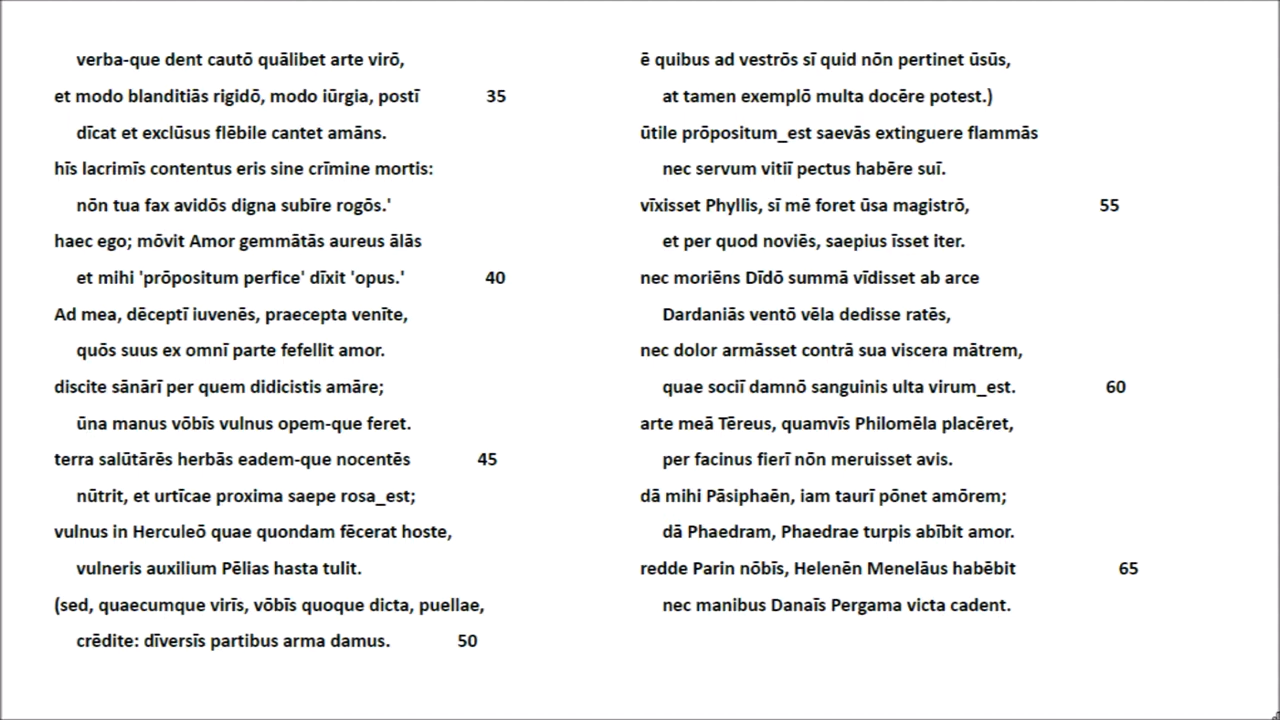 verba-que dent cautō quālibet arte virō,
et modo blanditiās rigidō, modo iūrgia, postī 35
dīcat et exclūsus flēbile cantet amāns.
hīs lacrimīs contentus eris sine crīmine mortis:
nōn tua fax avidōs digna subīre rogōs.'
haec ego; mōvit Amor gemmātās aureus ālās
et mihi 'prōpositum perfice' dīxit 'opus.' 40
Ad mea, dēceptī iuvenēs, praecepta venīte,
quōs suus ex omnī parte fefellit amor.
discite sānārī per quem didicistis amāre;
ūna manus vōbīs vulnus opem-que feret.
terra salūtārēs herbās eadem-que nocentēs 45
nūtrit, et urtīcae proxima saepe rosa_est;
vulnus in Herculeō quae quondam fēcerat hoste,
vulneris auxilium Pēlias hasta tulit.
(sed, quaecumque virīs, vōbīs quoque dicta, puellae,
crēdite: dīversīs partibus arma damus. 50
ē quibus ad vestrōs sī quid nōn pertinet ūsūs,
at tamen exemplō multa docēre potest.)
ūtile prōpositum_est saevās extinguere flammās
nec servum vitiī pectus habēre suī.
vīxisset Phyllis, sī mē foret ūsa magistrō, 55
et per quod noviēs, saepius īsset iter.
nec moriēns Dīdō summā vīdisset ab arce
Dardaniās ventō vēla dedisse ratēs,
nec dolor armāsset contrā sua viscera mātrem,
quae sociī damnō sanguinis ulta virum_est. 60
arte meā Tēreus, quamvīs Philomēla placēret,
per facinus fierī nōn meruisset avis.
dā mihi Pāsiphaēn, iam taurī pōnet amōrem;
dā Phaedram, Phaedrae turpis abībit amor.
redde Parin nōbīs, Helenēn Menelāus habēbit 65
nec manibus Danaīs Pergama victa cadent.